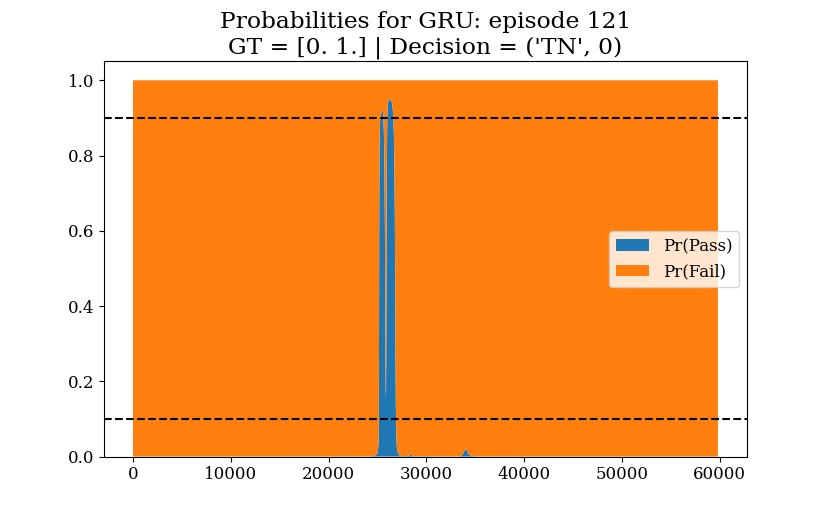 Probabilities for GRU: episode 121
GT = [0. 1.] | Decision = ('TN', 0)
1.0
0.8
0.6
0.4
0.2
0.0
Pr(Pass)
Pr(Fail)
0 10000 20000 30000 40000 50000 60000